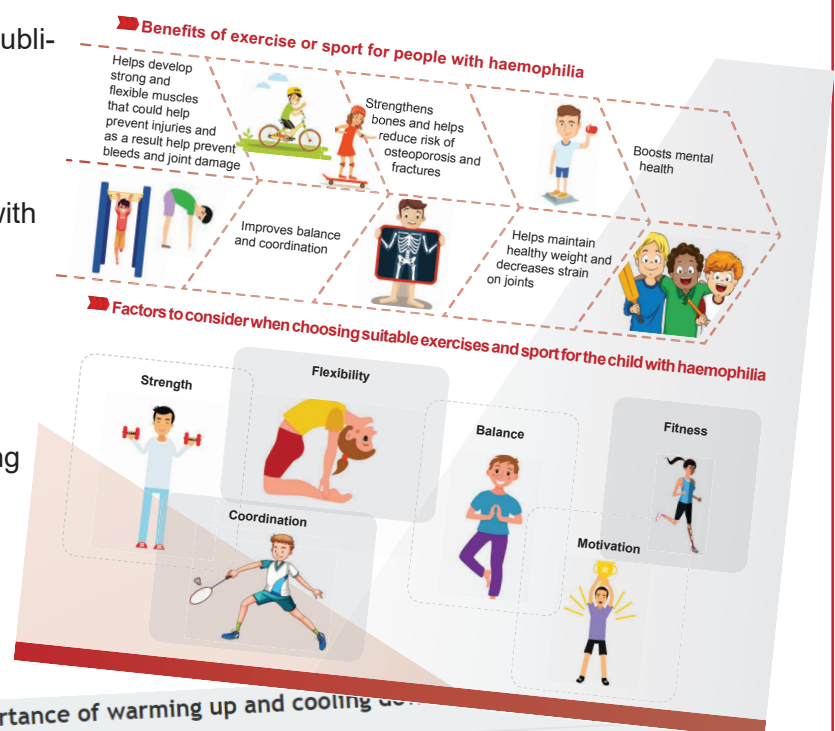 ubli-
with
ng
Benefits of exercise or sport for people with haemophilia
Helps develop
strong and
flexible muscles
that could help
prevent injuries and
as a result help prevent
bleeds and joint damage
Strengthens
bones and helps
reduce risk of
osteoporosis and
fractures
Boosts mental
health
Improves balance
and coordination
Helps maintain
healthy weight and
decreases strain
on joints
Factors to consider when choosing suitable exercises and sport for the child with haemophilia
Strength
Flexibility
Balance
Fitness
Coordination
Motivation
rtance of warming up and cooling